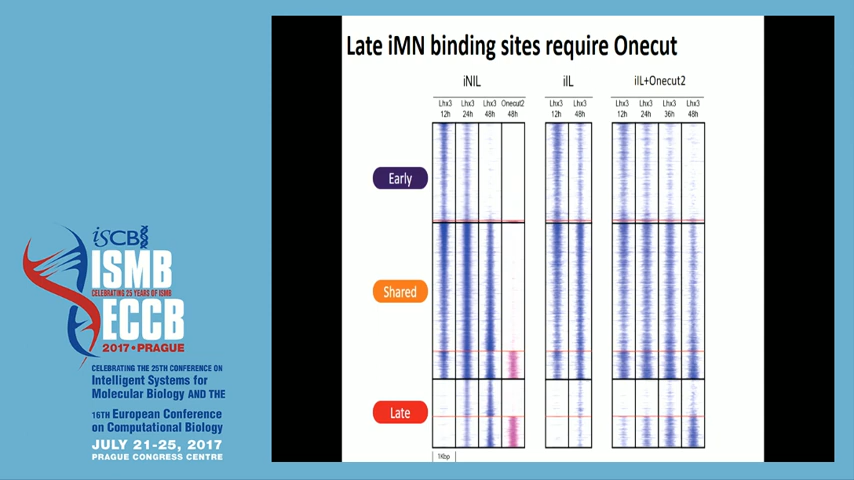 Late iMN binding sites require Onecut
iNIL
iIL
iIL+Onecut2
Lhx3 Lhx3 Lhx3 Onecut2
12h 24h 48h 48h
Lhx3 Lhx3
12h 48h
Lhx3 Lhx3 Lhx3 Lhx3
12h 24h 36h 48h
Early
Shared
Late
1Kbp
iSCB
ISMB
CELEBRATING 25 YEARS OF ISMB
ECCB
2017 • PRAGUE
CELEBRATING THE 25TH CONFERENCE ON
Intelligent Systems for
Molecular Biology AND THE
16TH European Conference
on Computational Biology
JULY 21-25, 2017
PRAGUE CONGRESS CENTRE